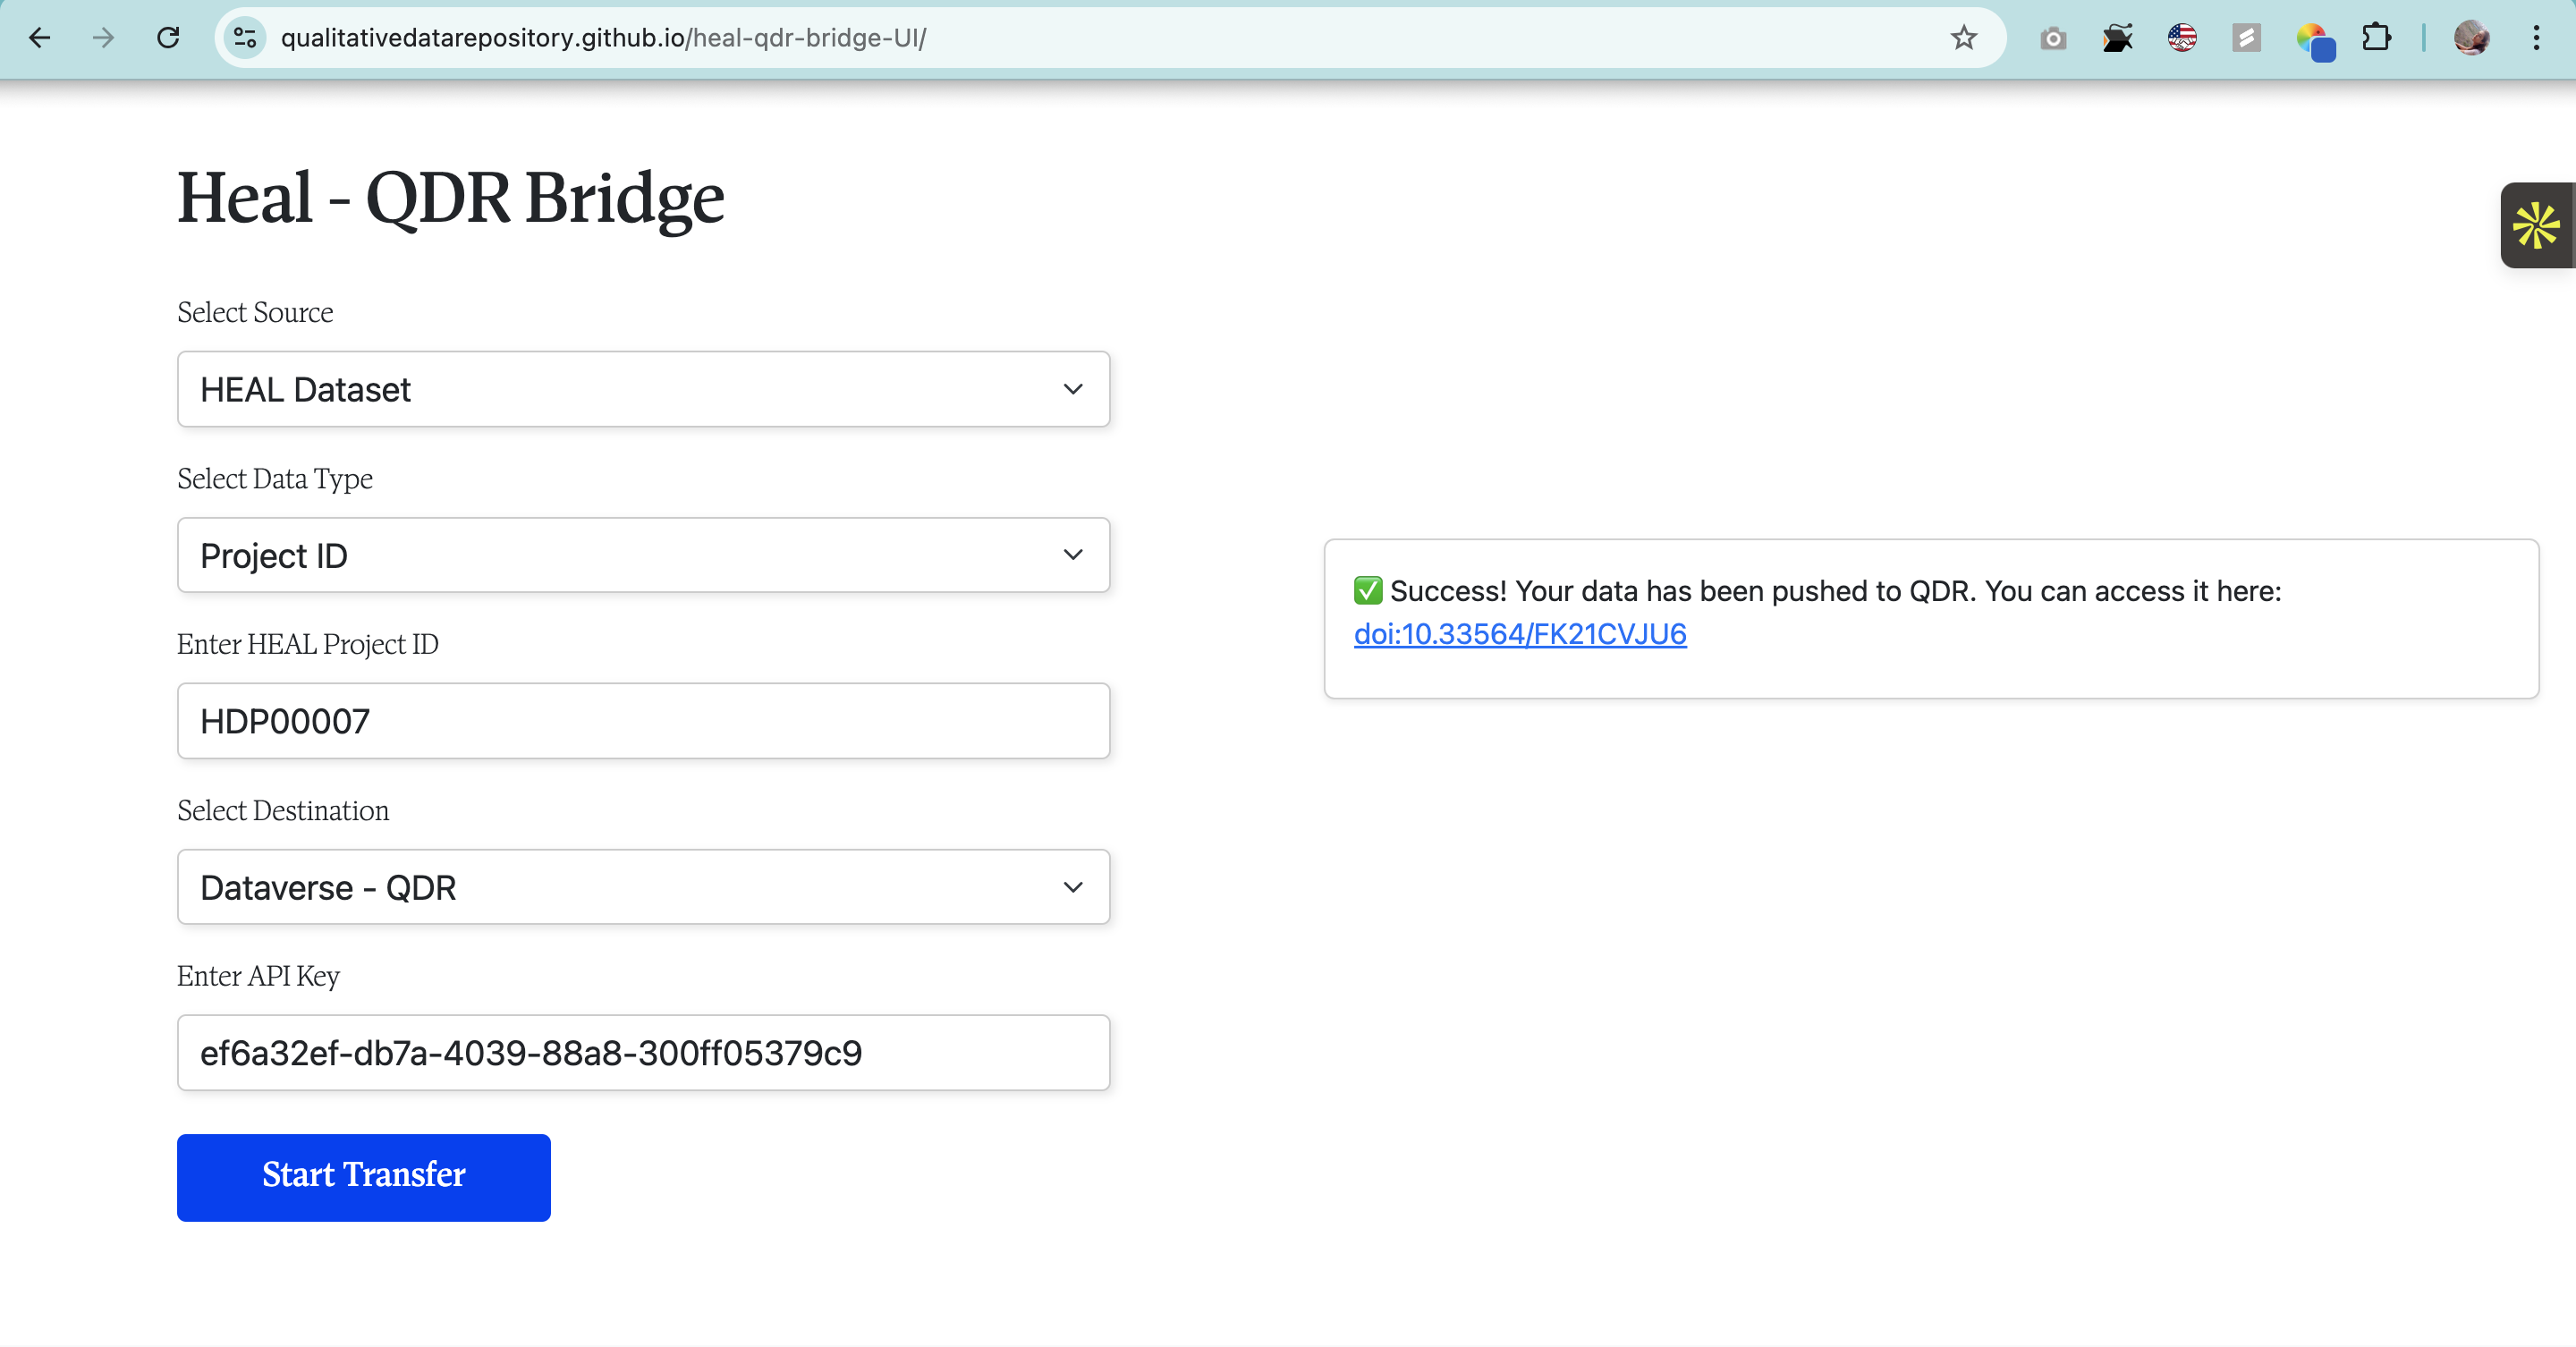 qualitativedatarepository.github.io/heal-qdr-bridge-UI/
Heal - QDR Bridge
Select Source
HEAL Dataset
Select Data Type
Project ID
Enter HEAL Project ID
HDP00007
Select Destination
Dataverse - QDR
Enter API Key
ef6a32ef-db7a-4039-88a8-300ff05379c9
Start Transfer
✅ Success! Your data has been pushed to QDR. You can access it here:
doi:10.33564/FK21CVJU6